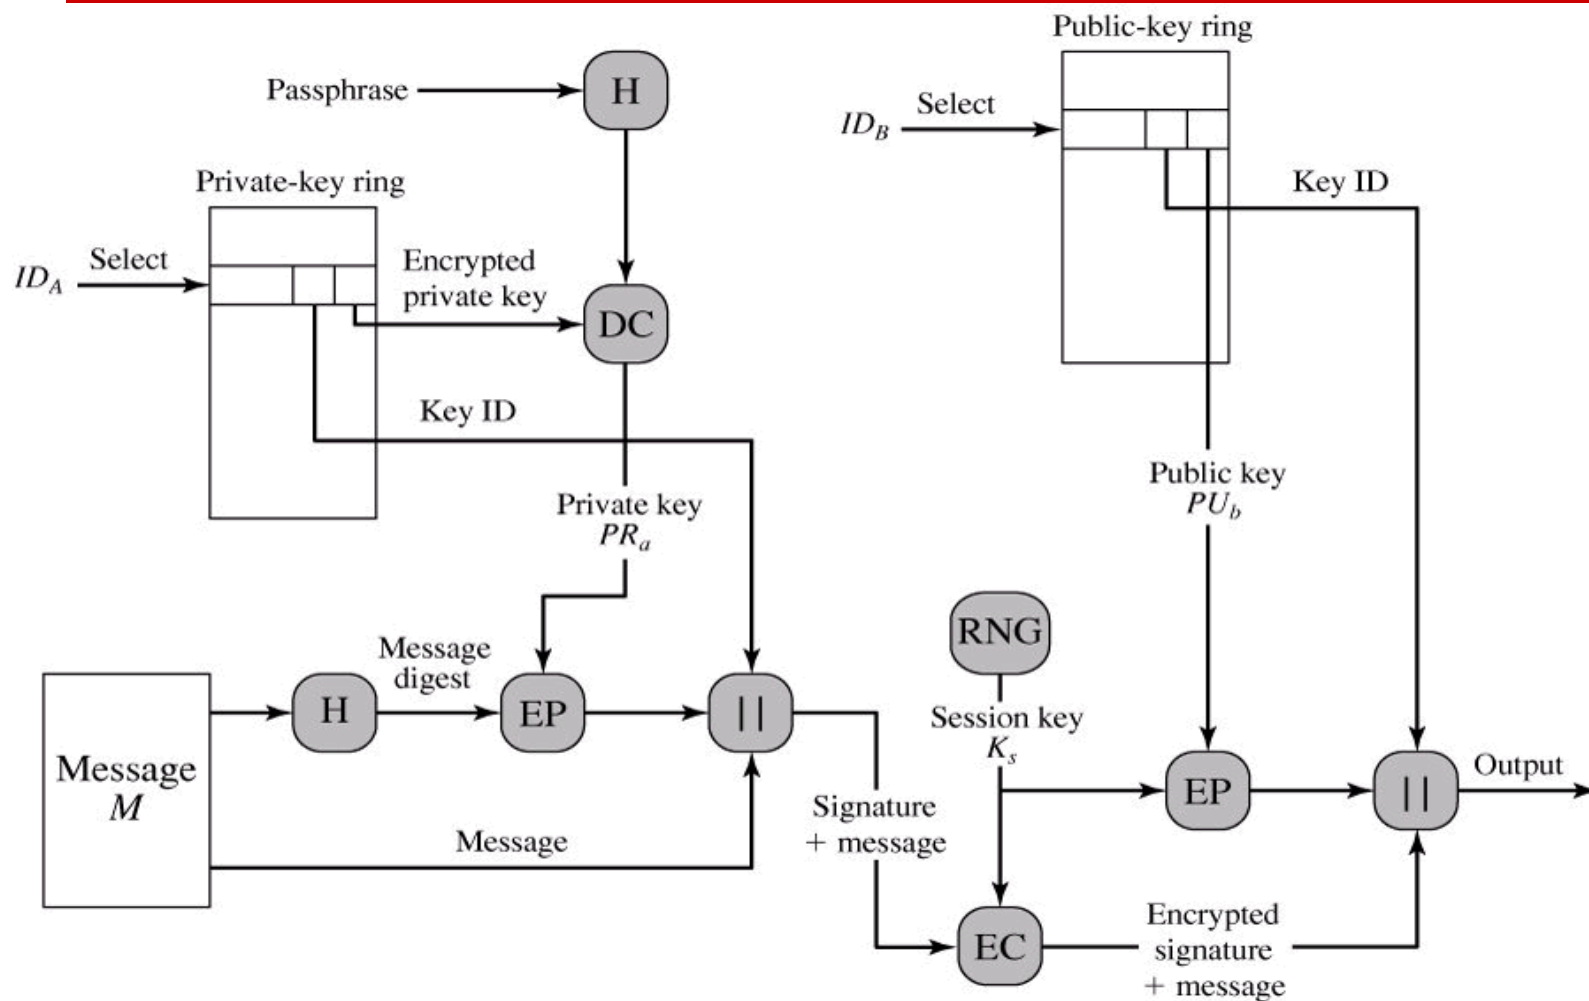 Public-key ring
Passphrase
H
ID_B
Select
Private-key ring
Key ID
ID_A
Select
Encrypted
private key
DC
Key ID
Public key
PU_b
Private key
PR_a
RNG
Message
digest
H
EP
||
Session key
K_s
Message
M
EP
||
Output
Signature
+ message
Message
EC
Encrypted
signature
+ message